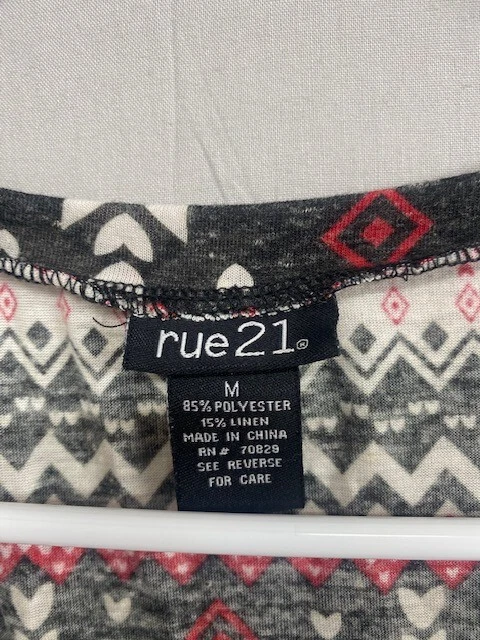 rue21®
M
85% POLYESTER
15% LINEN
MADE IN CHINA
RN# 70829
SEE REVERSE
FOR CARE